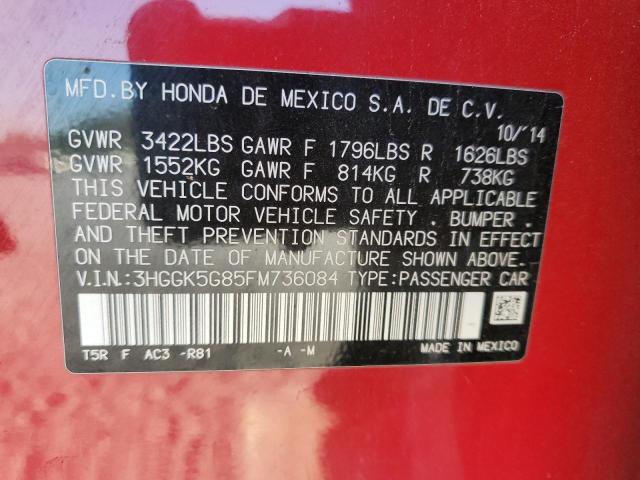 MFD. BY HONDA DE MEXICO S.A. DE C.V.
10/'14
GVWR 3422LBS GAWR F 1796LBS R 1626LBS
GVWR 1552KG GAWR F 814KG R 738KG
THIS VEHICLE CONFORMS TO ALL APPLICABLE
FEDERAL MOTOR VEHICLE SAFETY . BUMPER .
AND THEFT PREVENTION STANDARDS IN EFFECT
ON THE DATE OF MANUFACTURE SHOWN ABOVE.
V.I.N.:3HGGK5G85FM736084 TYPE:PASSENGER CAR
T5R F AC3 -R81 -A -M MADE IN MEXICO